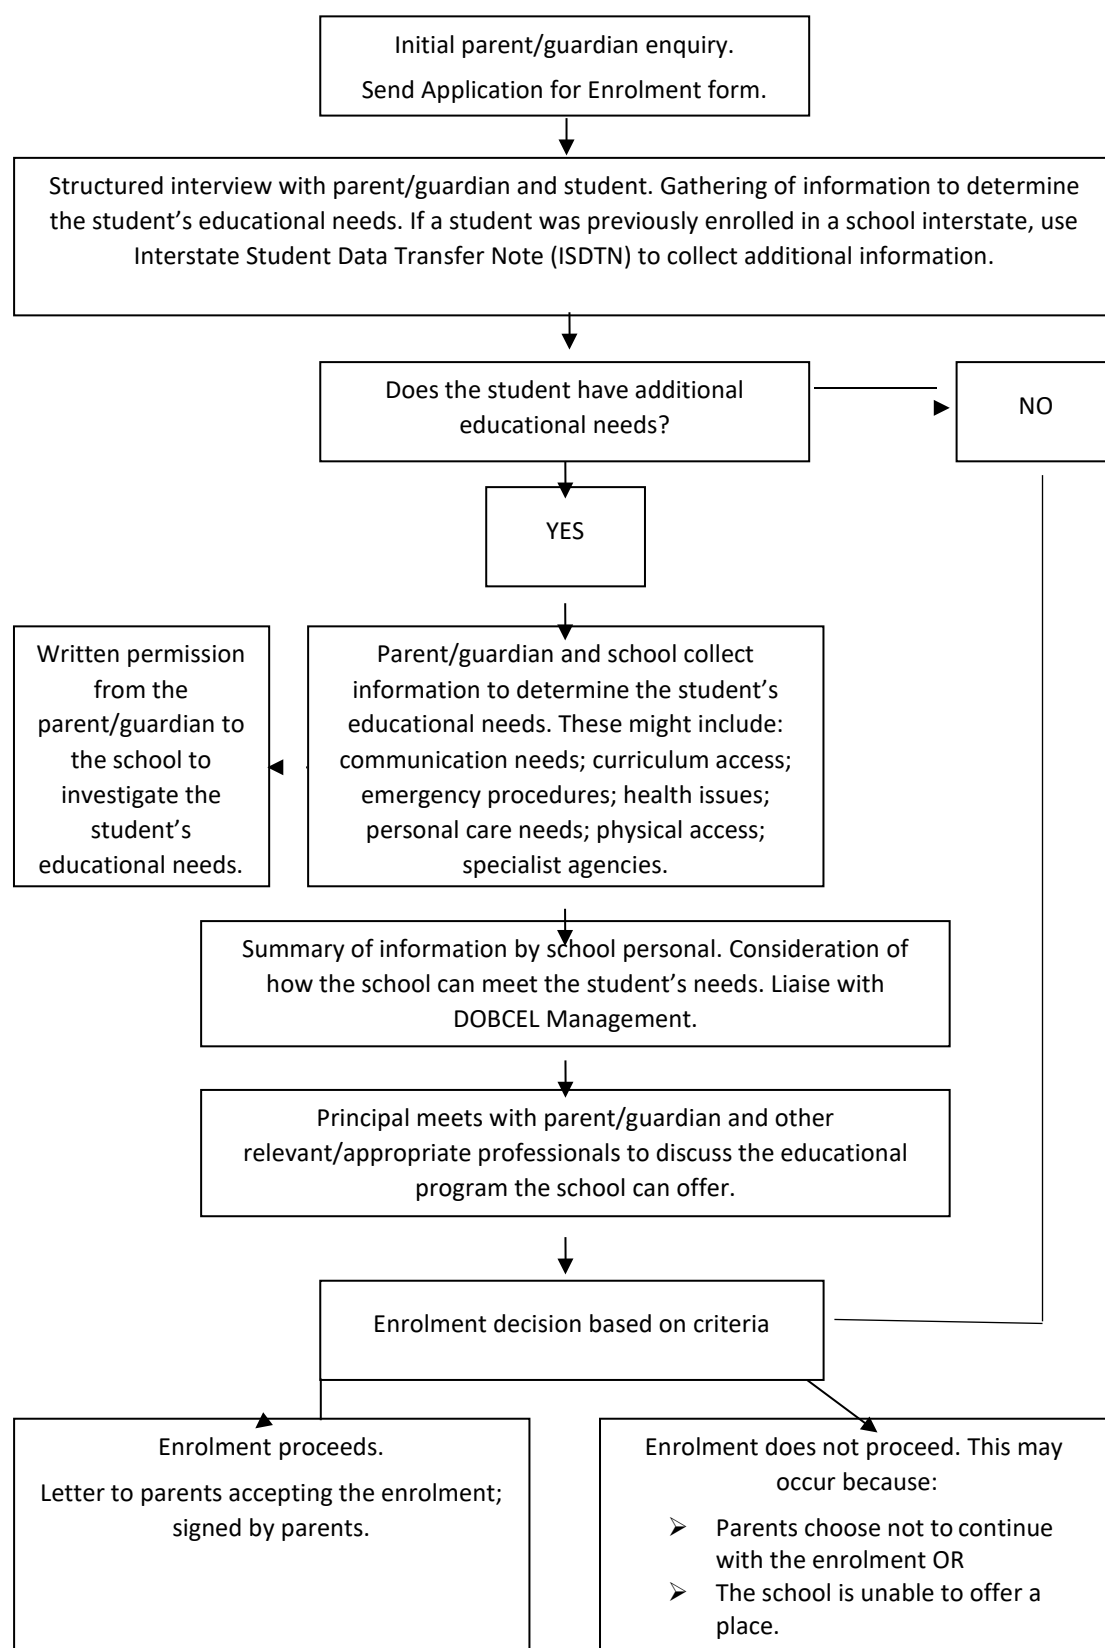 Initial parent/guardian enquiry.
Send Application for Enrolment form.
Structured interview with parent/guardian and student. Gathering of information to determine
the student’s educational needs. If a student was previously enrolled in a school interstate, use
Interstate Student Data Transfer Note (ISDTN) to collect additional information.
Does the student have additional
educational needs?
NO
YES
Written permission
from the
parent/guardian to
the school to
investigate the
student’s
educational needs.
Parent/guardian and school collect
information to determine the student’s
educational needs. These might include:
communication needs; curriculum access;
emergency procedures; health issues;
personal care needs; physical access;
specialist agencies.
Summary of information by school personal. Consideration of
how the school can meet the student’s needs. Liaise with
DOBCEL Management.
Principal meets with parent/guardian and other
relevant/appropriate professionals to discuss the educational
program the school can offer.
Enrolment decision based on criteria
Enrolment proceeds.
Letter to parents accepting the enrolment;
signed by parents.
Enrolment does not proceed. This may
occur because:
➢ Parents choose not to continue
with the enrolment OR
➢ The school is unable to offer a
place.